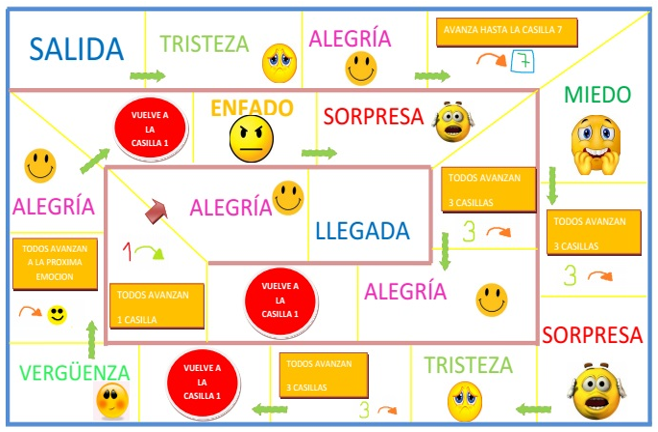 SALIDA
TRISTEZA
ALEGRÍA
AVANZA HASTA LA CASILLA 7
7
MIEDO
TODOS AVANZAN
3 CASILLAS
3
SORPRESA
TRISTEZA
TODOS AVANZAN
3 CASILLAS
3
VUELVE A
LA
CASILLA 1
VERGÜENZA
TODOS AVANZAN
A LA PROXIMA
EMOCION
ALEGRÍA
VUELVE A
LA
CASILLA 1
ENFADO
SORPRESA
TODOS AVANZAN
3 CASILLAS
3
ALEGRÍA
VUELVE A
LA
CASILLA 1
TODOS AVANZAN
1 CASILLA
1
ALEGRÍA
LLEGADA